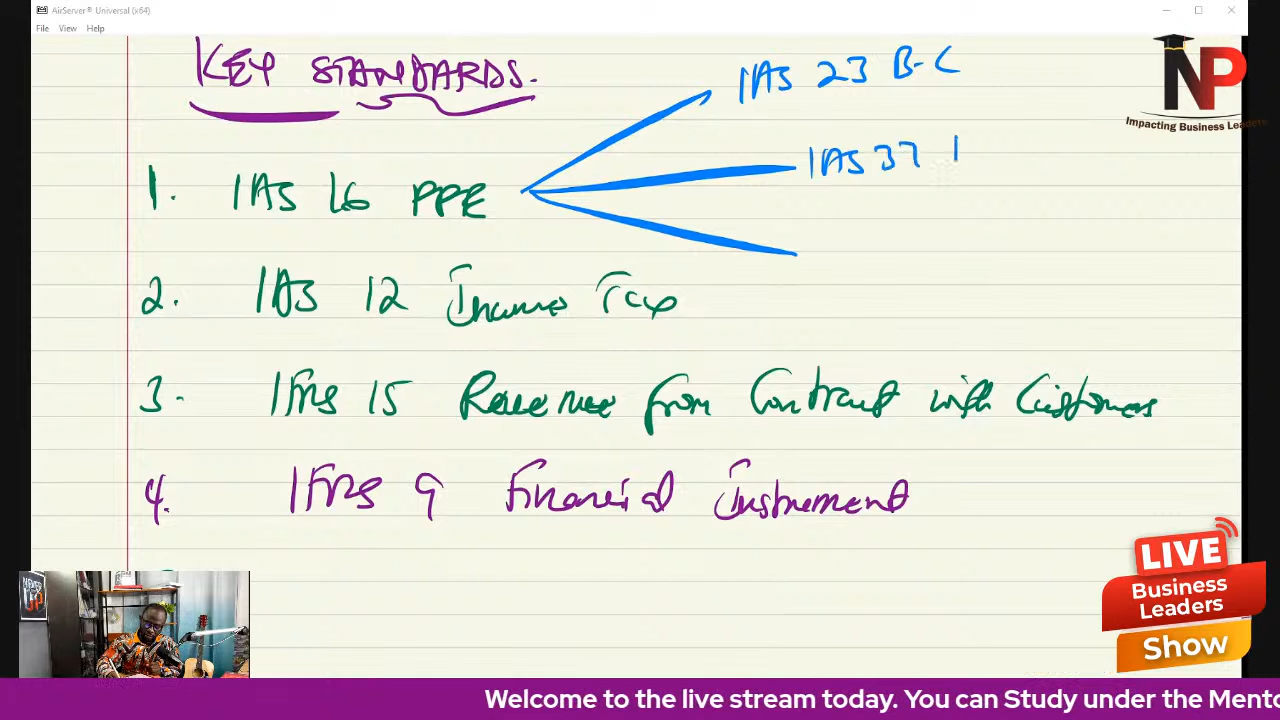 AirServer® Universal (x64)
File View Help
KEY STANDARDS.
IAS 23 B-C
IAS 37 I
1. IAS 16 PPE
2. IAS 12 Income Tax
3. IFRS 15 Revenue from Contract with Customers
4. IFRS 9 Financial Instrument
NP
Impacting Business Leaders
LIVE
Business
Leaders
Show
Welcome to the live stream today. You can Study under the Mento